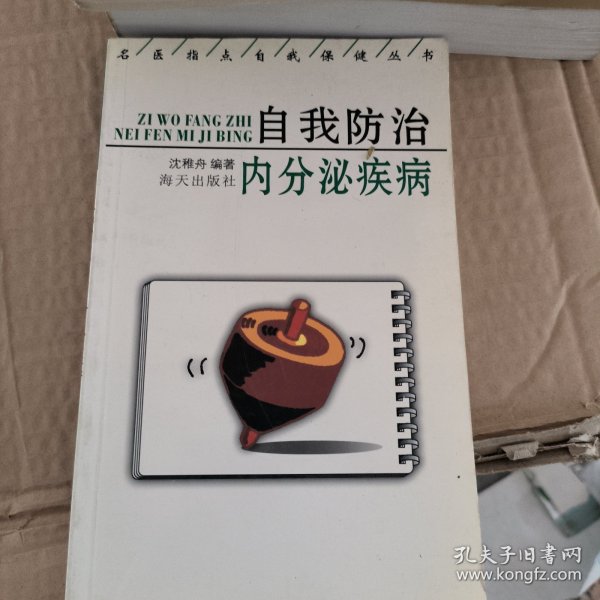 名医指点自我保健丛书
ZI WO FANG ZHI
NEI FEN MI JI BING
自我防治
沈稚舟 编著
海天出版社
内分泌疾病
孔夫子旧书网
www.kongfz.com